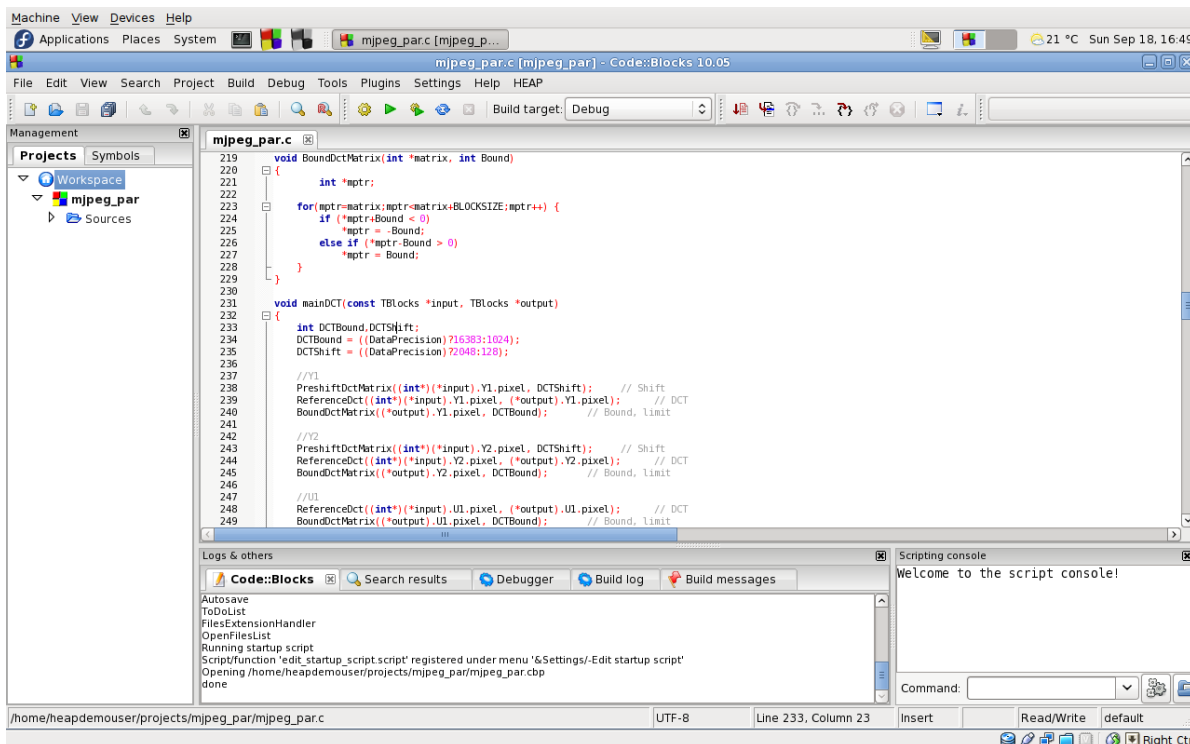 Machine View Devices Help
Applications Places System mjpeg_par.c [mjpeg_p... 21 °C Sun Sep 18, 16:49
mjpeg_par.c [mjpeg_par] - Code::Blocks 10.05
File Edit View Search Project Build Debug Tools Plugins Settings Help HEAP
Build target: Debug
Management
Projects Symbols
Workspace
mjpeg_par
Sources
mjpeg_par.c
219 void BoundDctMatrix(int *matrix, int Bound)
220 {
221 int *mptr;
222
223 for(mptr=matrix;mptr<matrix+BLOCKSIZE;mptr++) {
224 if (*mptr+Bound < 0)
225 *mptr = -Bound;
226 else if (*mptr-Bound > 0)
227 *mptr = Bound;
228 }
229 }
230
231 void mainDCT(const TBlocks *input, TBlocks *output)
232 {
233 int DCTBound,DCTShift;
234 DCTBound = ((DataPrecision)?16383:1024);
235 DCTShift = ((DataPrecision)?2048:128);
236
237 //Y1
238 PreshiftDctMatrix((int*)(*input).Y1.pixel, DCTShift); // Shift
239 ReferenceDct((int*)(*input).Y1.pixel, (*output).Y1.pixel); // DCT
240 BoundDctMatrix((*output).Y1.pixel, DCTBound); // Bound, limit
241
242 //Y2
243 PreshiftDctMatrix((int*)(*input).Y2.pixel, DCTShift); // Shift
244 ReferenceDct((int*)(*input).Y2.pixel, (*output).Y2.pixel); // DCT
245 BoundDctMatrix((*output).Y2.pixel, DCTBound); // Bound, limit
246
247 //U1
248 ReferenceDct((int*)(*input).U1.pixel, (*output).U1.pixel); // DCT
249 BoundDctMatrix((*output).U1.pixel, DCTBound); // Bound, limit
Logs & others
Code::Blocks Search results Debugger Build log Build messages
Autosave
ToDoList
FilesExtensionHandler
OpenFilesList
Running startup script
Script/function 'edit_startup_script.script' registered under menu '&Settings/-Edit startup script'
Opening /home/heapdemouser/projects/mjpeg_par/mjpeg_par.cbp
done
Scripting console
Welcome to the script console!
Command:
/home/heapdemouser/projects/mjpeg_par/mjpeg_par.c UTF-8 Line 233, Column 23 Insert Read/Write default
Right Ctr